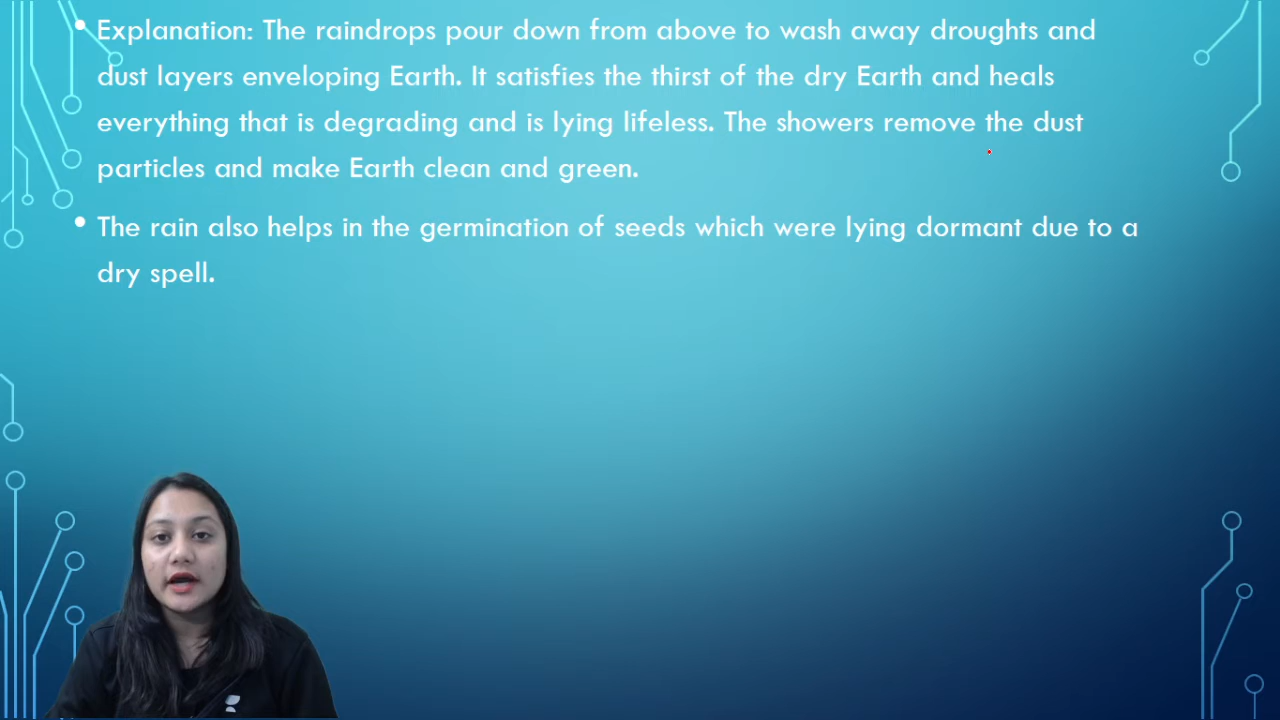 • Explanation: The raindrops pour down from above to wash away droughts and
dust layers enveloping Earth. It satisfies the thirst of the dry Earth and heals
everything that is degrading and is lying lifeless. The showers remove the dust
particles and make Earth clean and green.
• The rain also helps in the germination of seeds which were lying dormant due to a
dry spell.